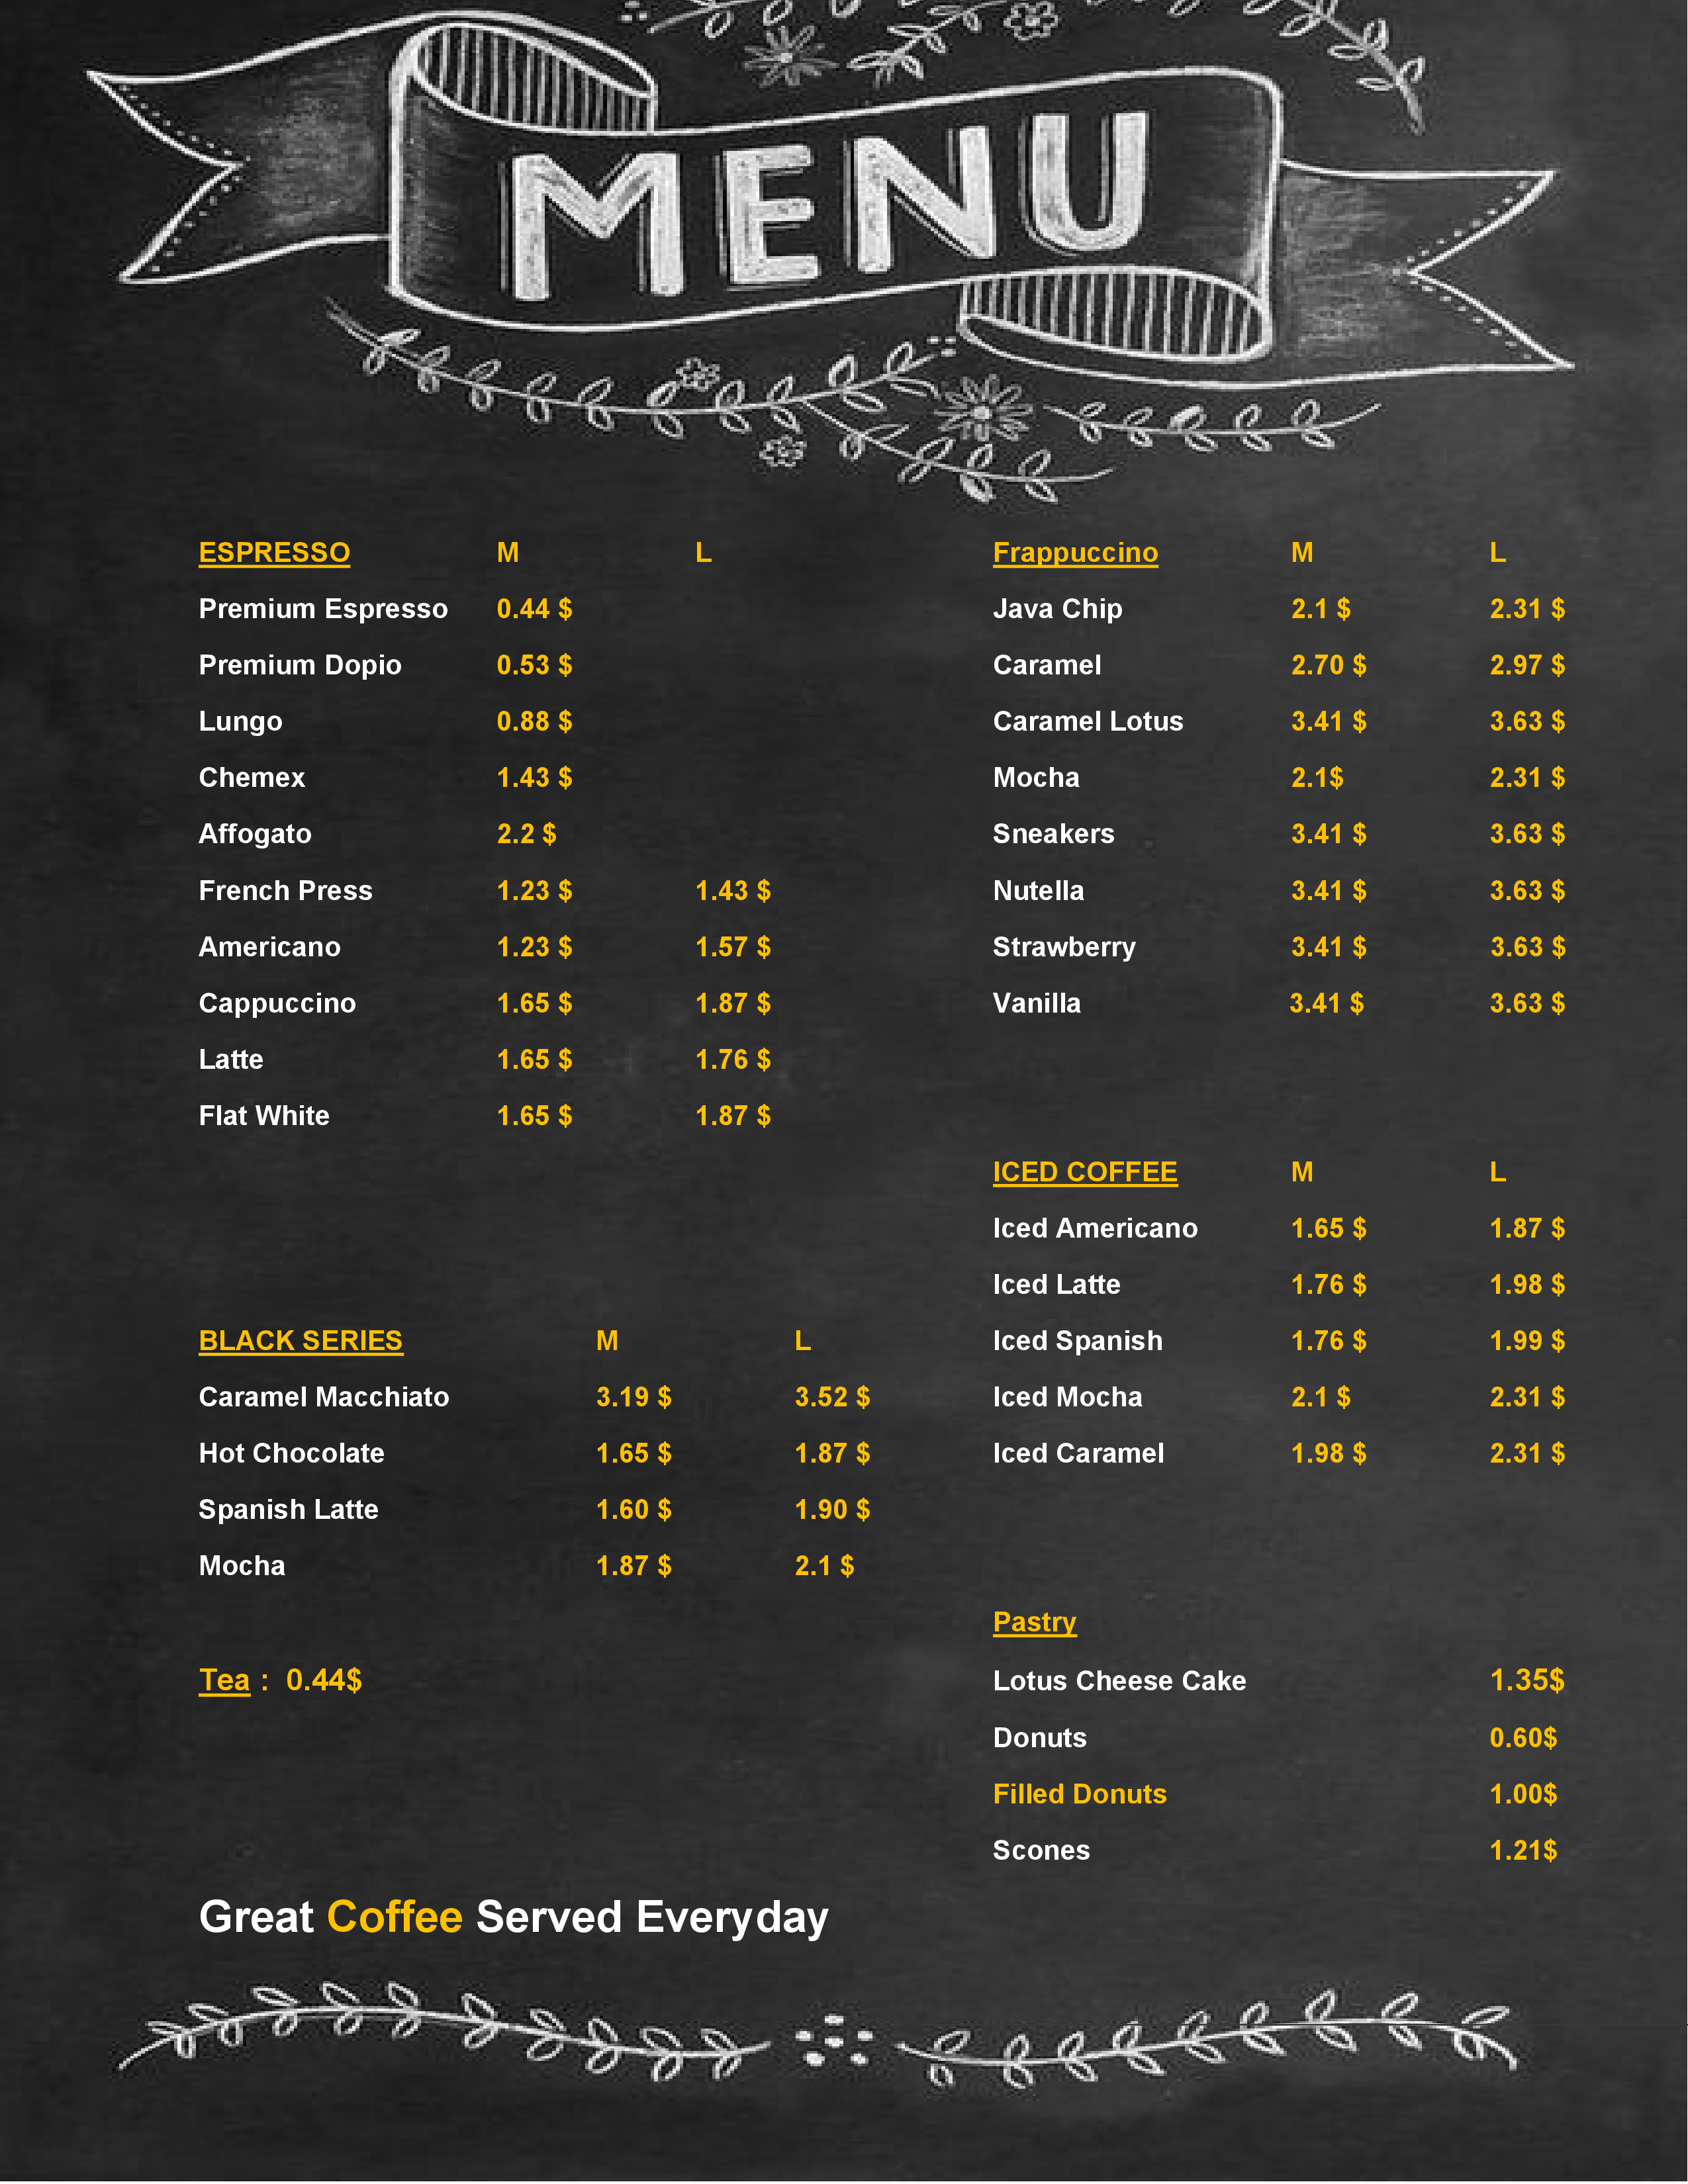 MENU
ESPRESSO M L
Premium Espresso 0.44 $
Premium Dopio 0.53 $
Lungo 0.88 $
Chemex 1.43 $
Affogato 2.2 $
French Press 1.23 $ 1.43 $
Americano 1.23 $ 1.57 $
Cappuccino 1.65 $ 1.87 $
Latte 1.65 $ 1.76 $
Flat White 1.65 $ 1.87 $
BLACK SERIES M L
Caramel Macchiato 3.19 $ 3.52 $
Hot Chocolate 1.65 $ 1.87 $
Spanish Latte 1.60 $ 1.90 $
Mocha 1.87 $ 2.1 $
Tea : 0.44$
Frappuccino M L
Java Chip 2.1 $ 2.31 $
Caramel 2.70 $ 2.97 $
Caramel Lotus 3.41 $ 3.63 $
Mocha 2.1$ 2.31 $
Sneakers 3.41 $ 3.63 $
Nutella 3.41 $ 3.63 $
Strawberry 3.41 $ 3.63 $
Vanilla 3.41 $ 3.63 $
ICED COFFEE M L
Iced Americano 1.65 $ 1.87 $
Iced Latte 1.76 $ 1.98 $
Iced Spanish 1.76 $ 1.99 $
Iced Mocha 2.1 $ 2.31 $
Iced Caramel 1.98 $ 2.31 $
Pastry
Lotus Cheese Cake 1.35$
Donuts 0.60$
Filled Donuts 1.00$
Scones 1.21$
Great Coffee Served Everyday